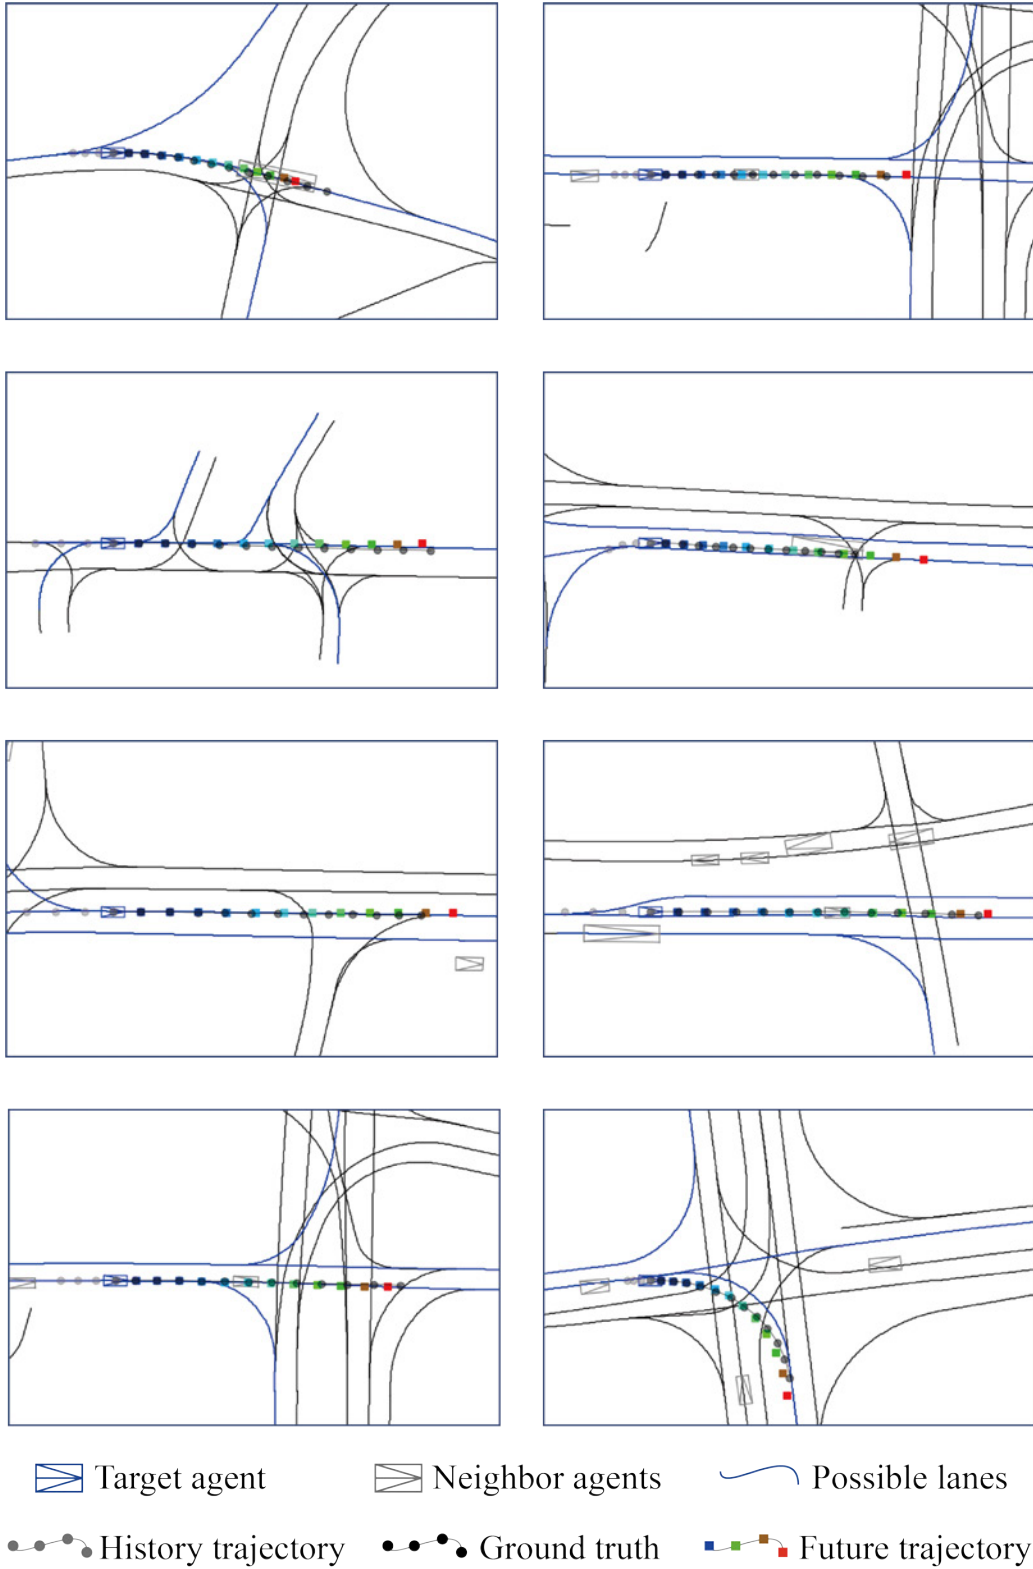 Target agent
Neighbor agents
Possible lanes
History trajectory
Ground truth
Future trajectory